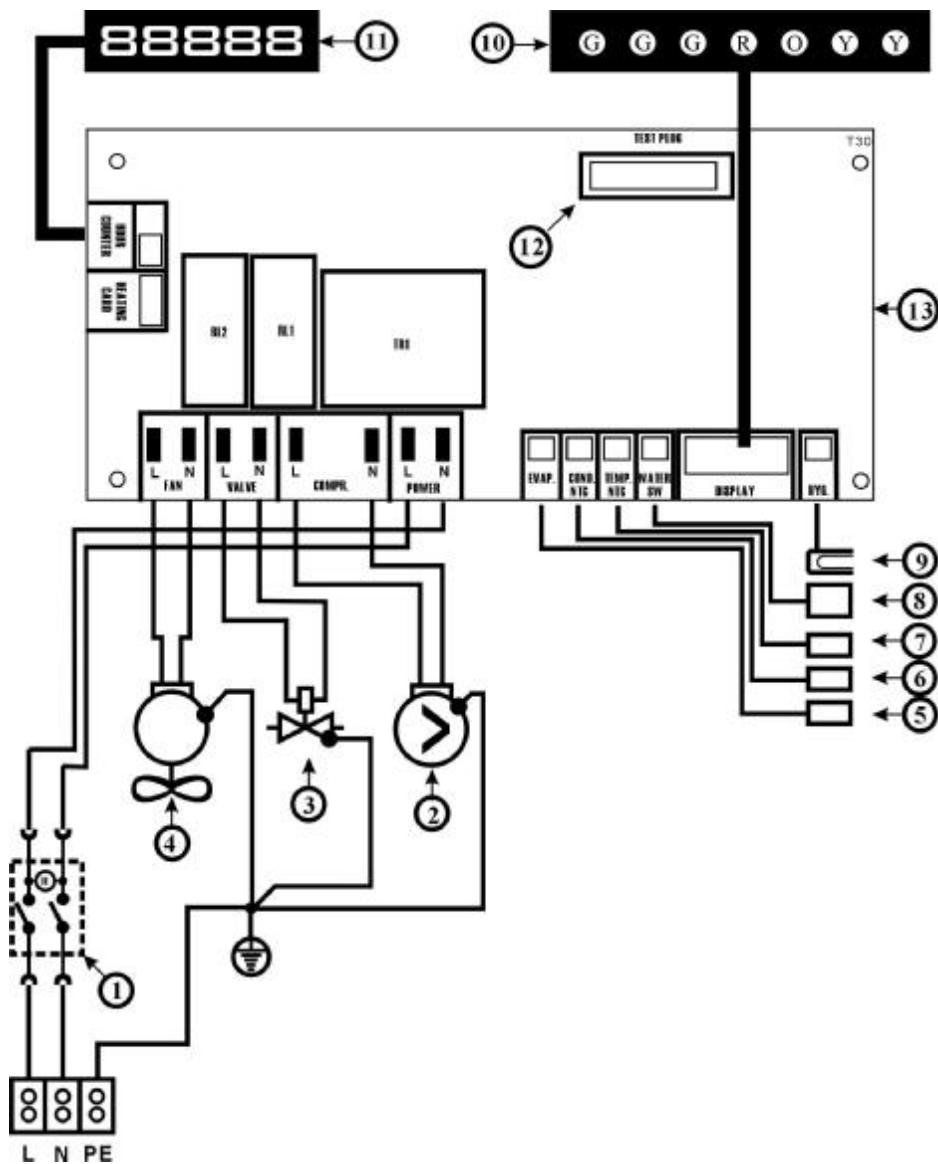 88888
11
10
G G G R O Y Y
TEST PLUG
T30
12
HOUR
COUNTER
HEATING
CARD
13
RL2
RL1
TR1
L N L N L N L N
FAN
VALVE
COMPR.
POWER
EVAP.
COND.
NTC
TEMP.
NTC
WATER
SW
DISPLAY
HYG.
9
8
7
6
5
4
3
2
1
L N PE